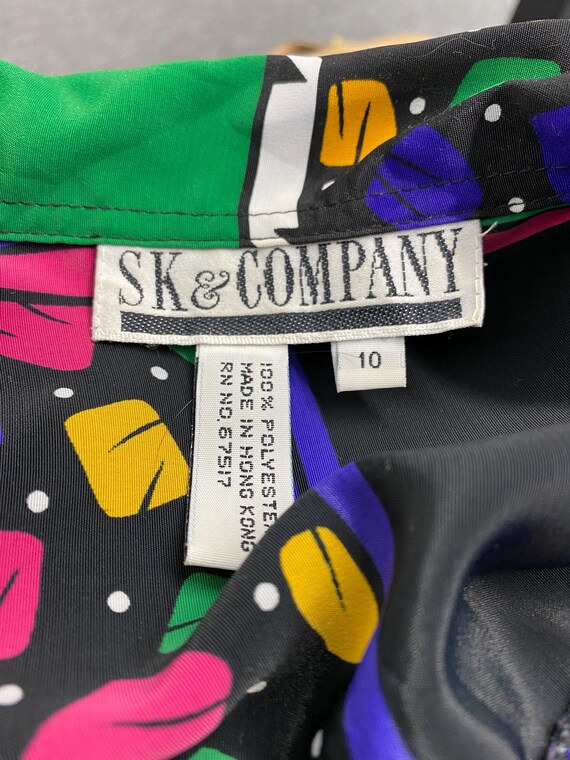 SK & COMPANY
10
100% POLYESTER
MADE IN HONG KONG
RN NO. 67517